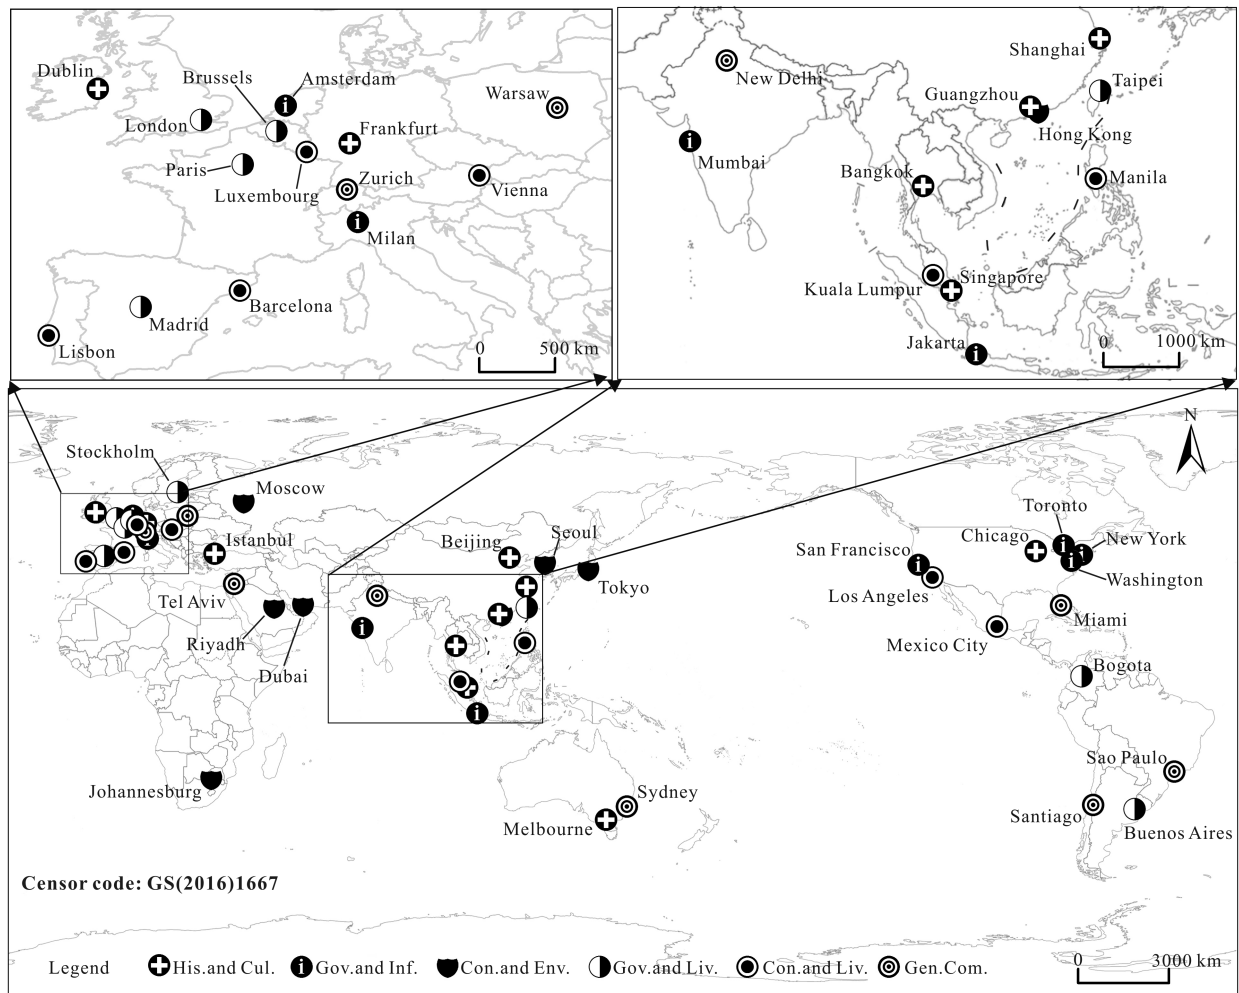 Dublin
Brussels
Amsterdam
Warsaw
London
Frankfurt
Paris
Luxembourg
Zurich
Vienna
Milan
Barcelona
Madrid
Lisbon
0 500 km
Shanghai
New Delhi
Taipei
Guangzhou
Hong Kong
Mumbai
Bangkok
Manila
Singapore
Kuala Lumpur
Jakarta
0 1000 km
N
Stockholm
Moscow
Istanbul
Beijing
Seoul
Tokyo
Tel Aviv
Riyadh
Dubai
Johannesburg
Toronto
Chicago
New York
San Francisco
Washington
Los Angeles
Miami
Mexico City
Bogota
Sao Paulo
Sydney
Melbourne
Santiago
Buenos Aires
Censor code: GS(2016)1667
Legend His.and Cul. i Gov.and Inf. Con.and Env. Gov.and Liv. Con.and Liv. Gen.Com.
0 3000 km